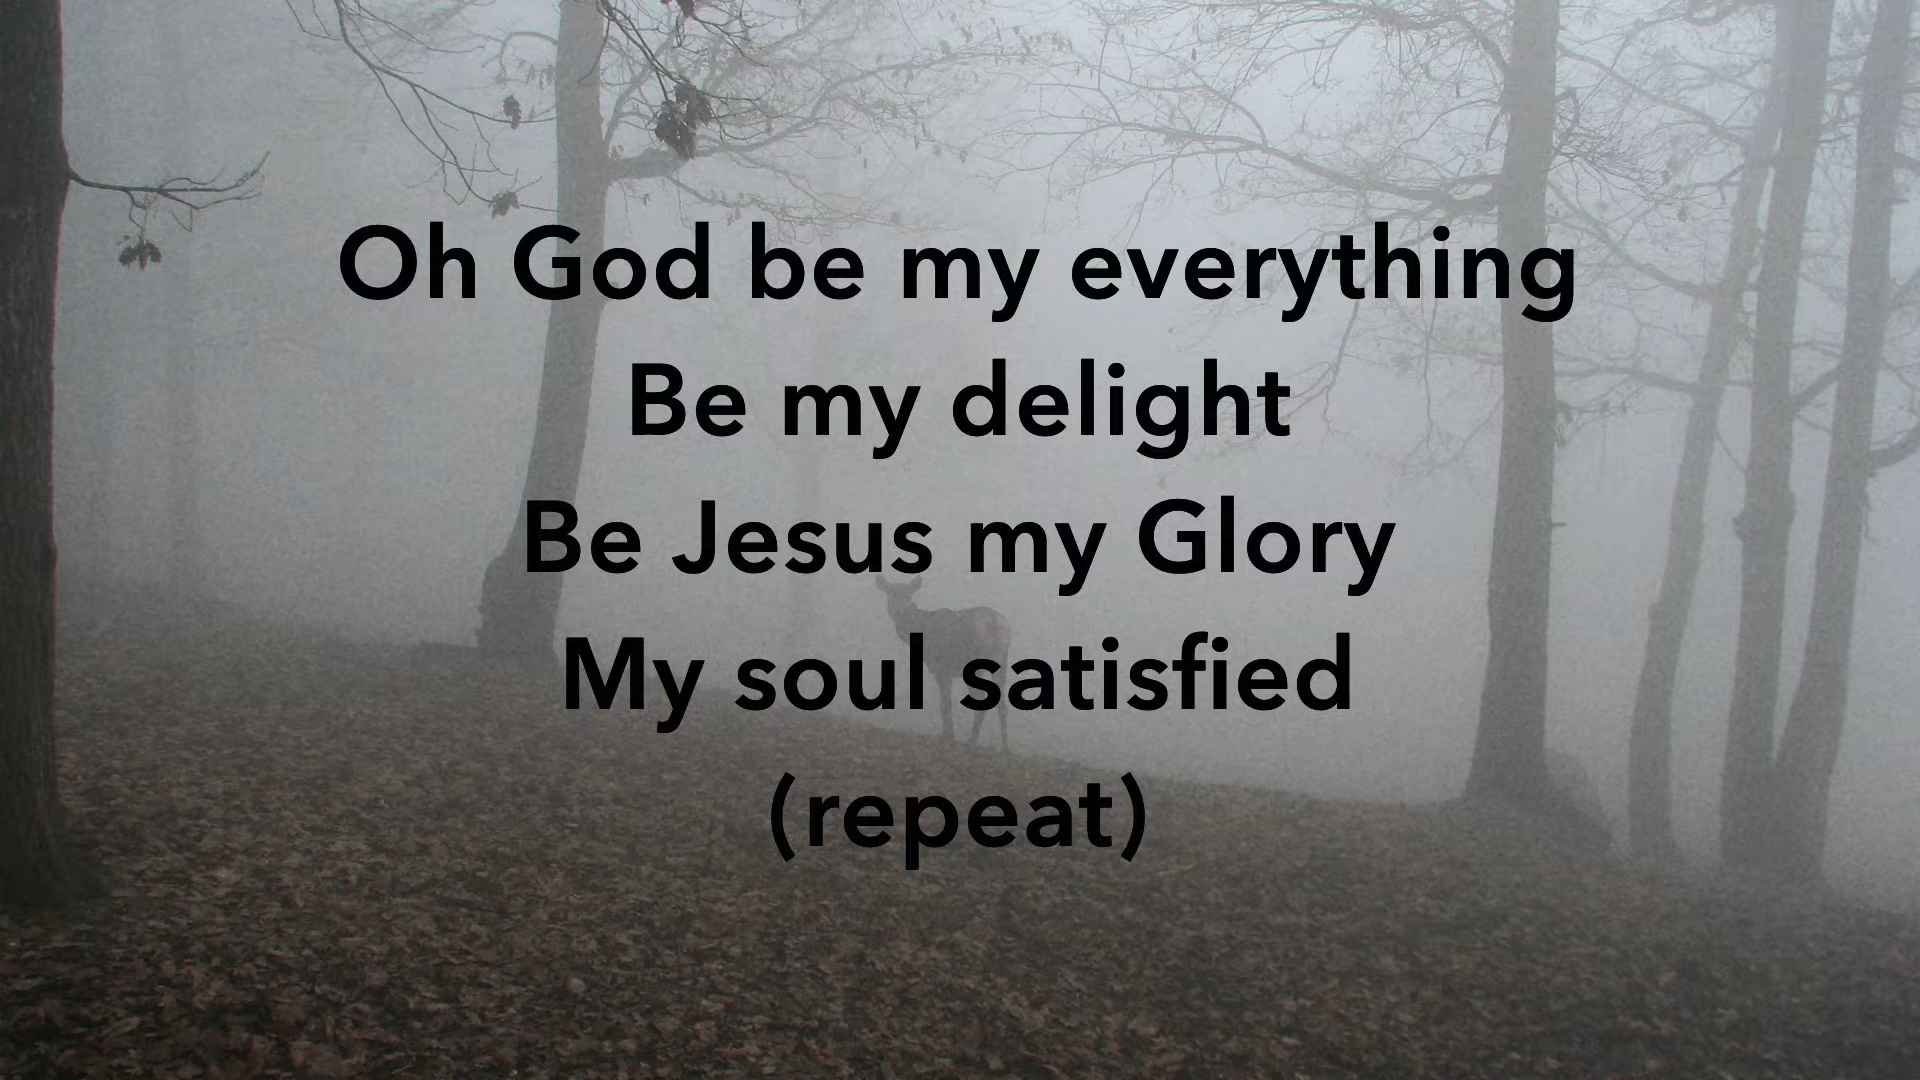 Oh God be my everything
Be my delight
Be Jesus my Glory
My soul satisfied
(repeat)